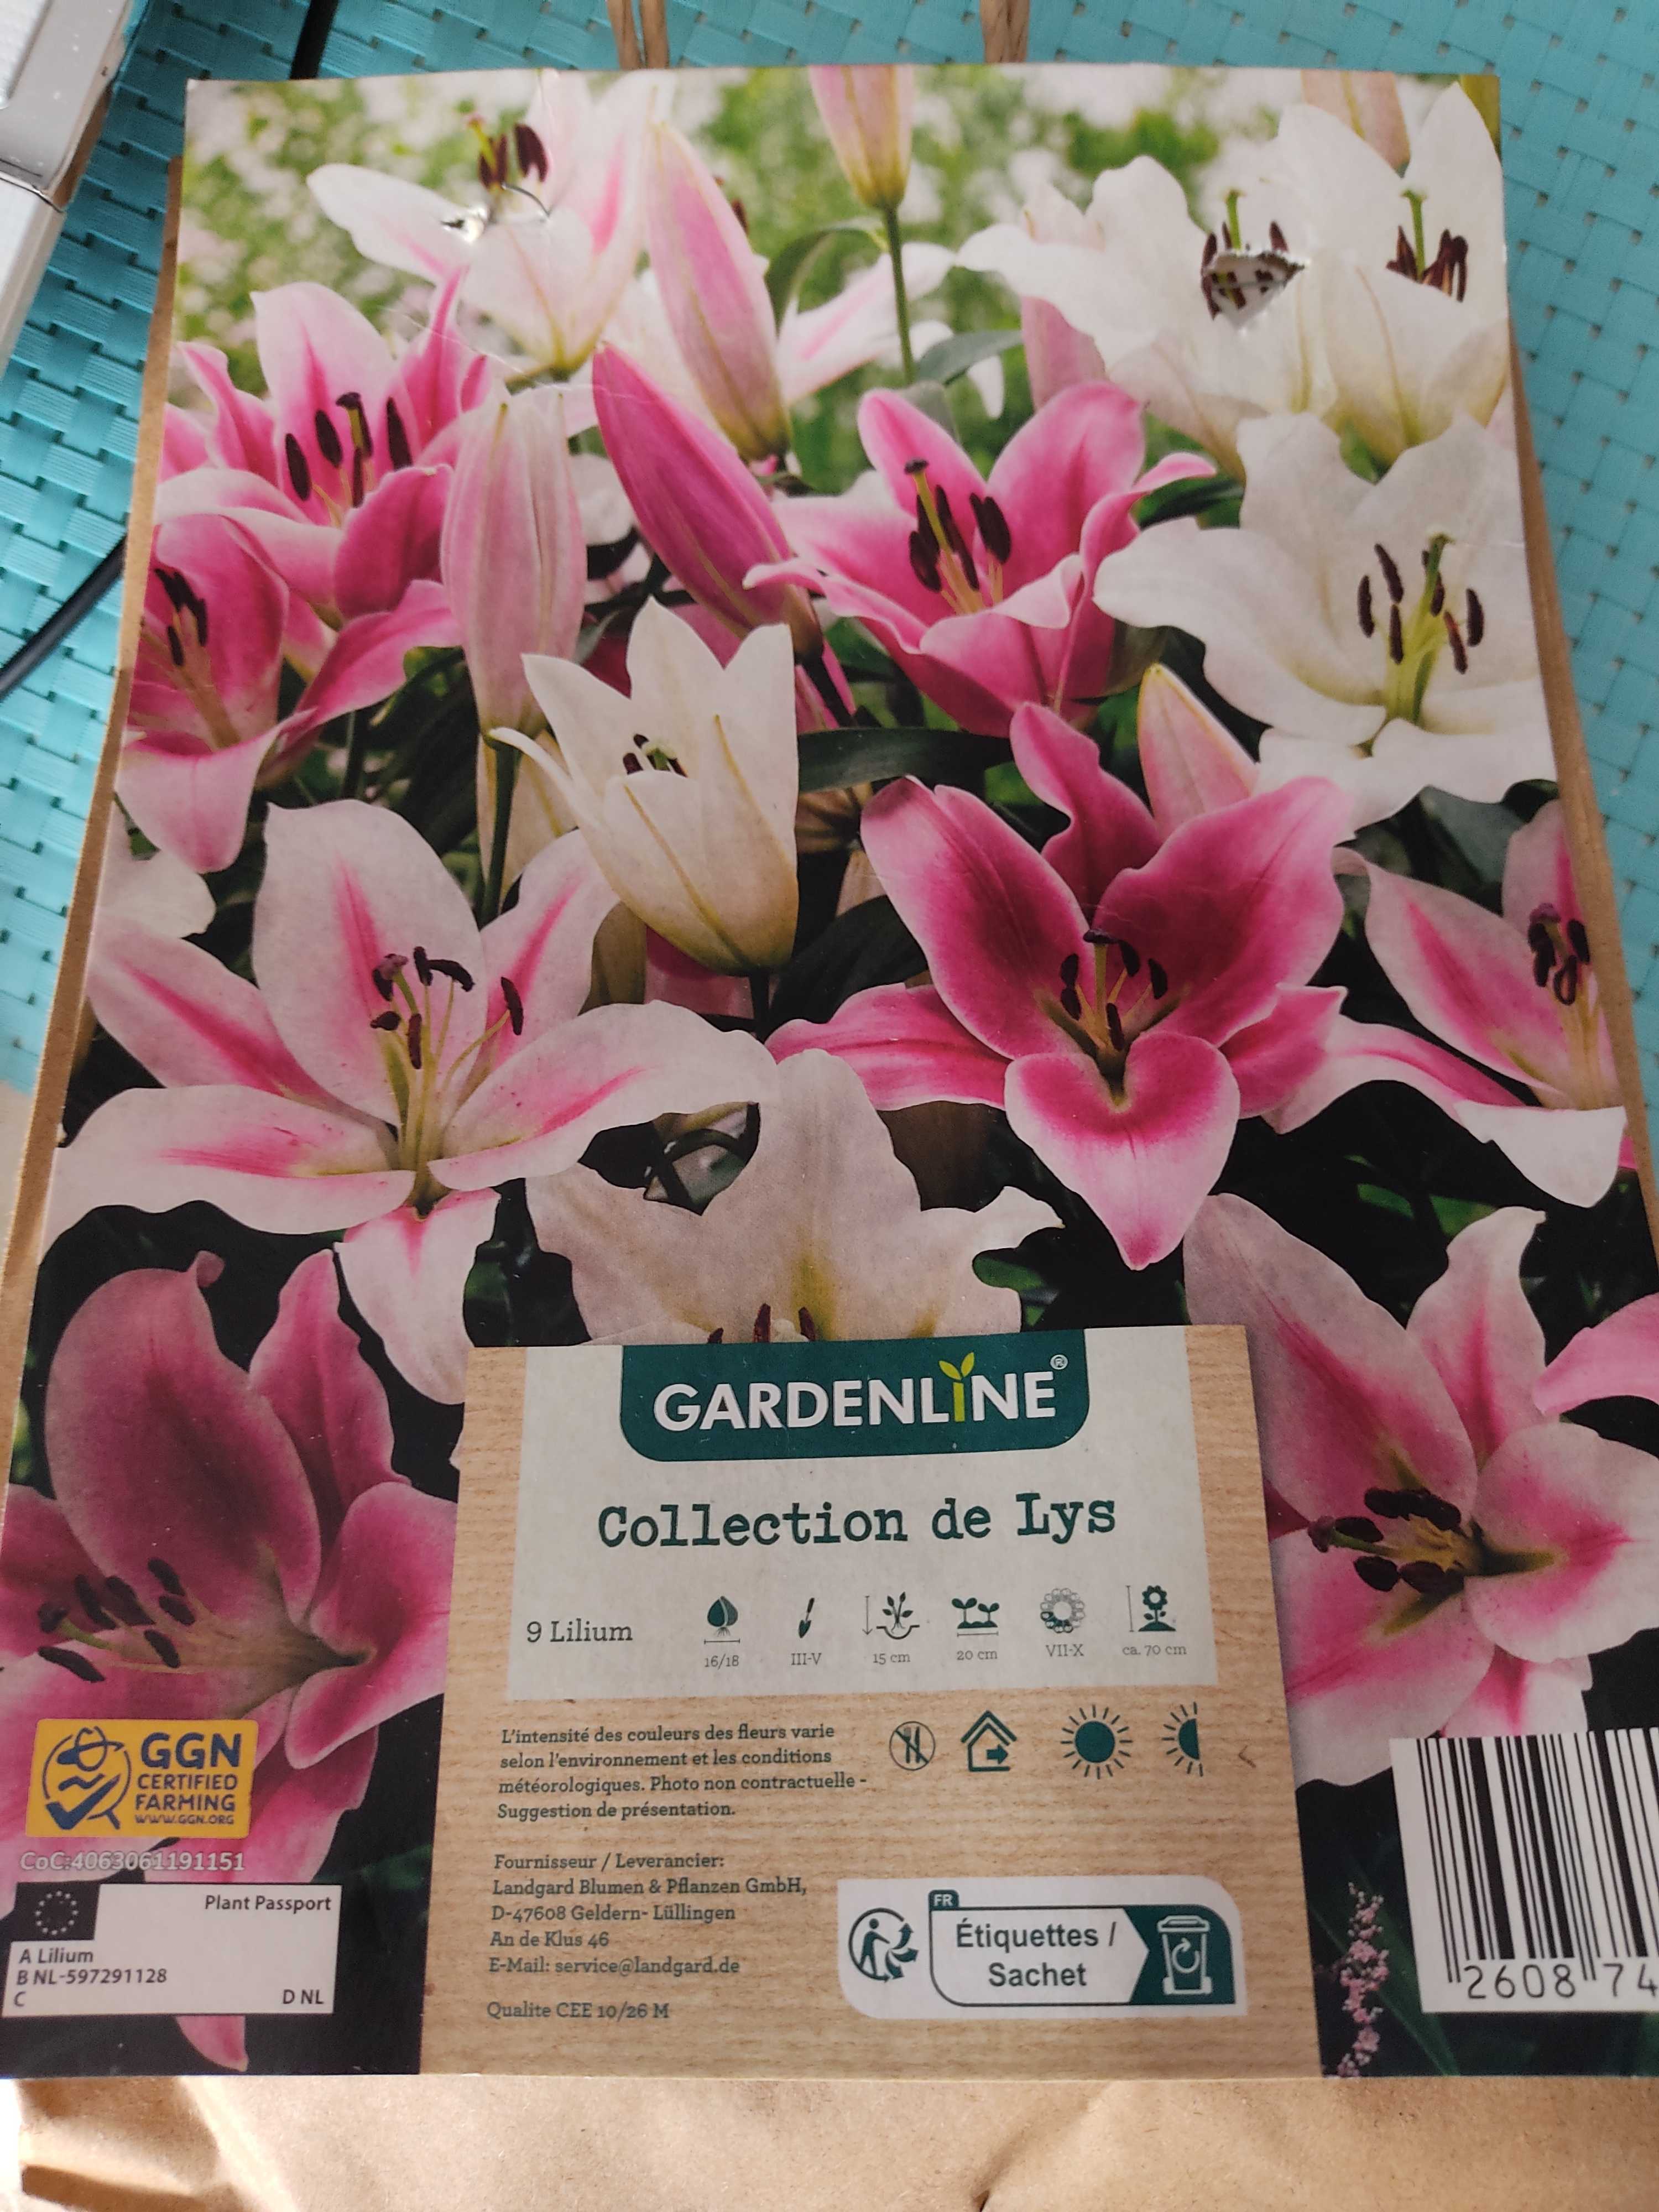 GARDENLINE®
Collection de Lys
9 Lilium
16/18
III-V
15 cm
20 cm
VII-X
ca. 70 cm
L'intensité des couleurs des fleurs varie
selon l'environnement et les conditions
météorologiques. Photo non contractuelle -
Suggestion de présentation.
Fournisseur / Leverancier:
Landgard Blumen & Pflanzen GmbH,
D-47608 Geldern- Lüllingen
An de Klus 46
E-Mail: service@landgard.de
Qualite CEE 10/26 M
FR
Étiquettes /
Sachet
GGN
CERTIFIED
FARMING
WWW.GGN.ORG
CoC:4063061191151
Plant Passport
A Lilium
B NL-597291128
C
D NL
2608 74